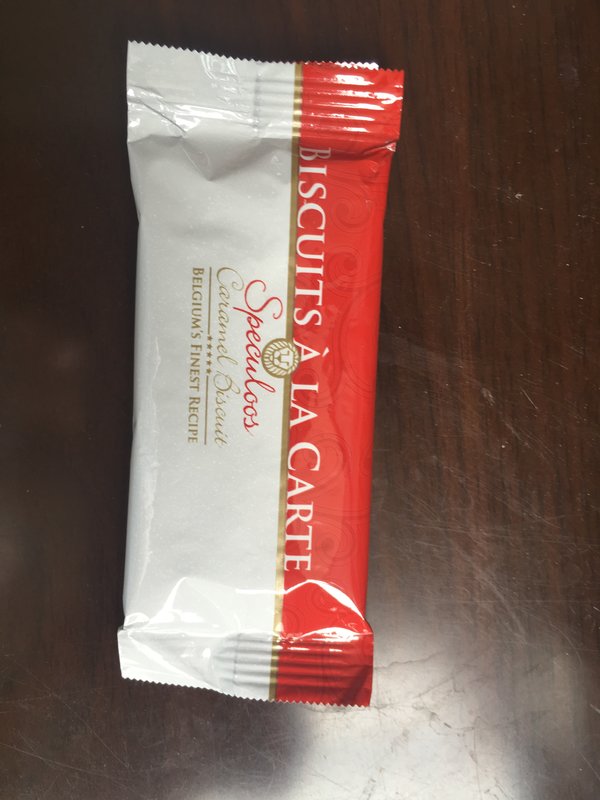 BISCUITS À LA CARTE
Speculoos
Caramel Biscuit
BELGIUM'S FINEST RECIPE